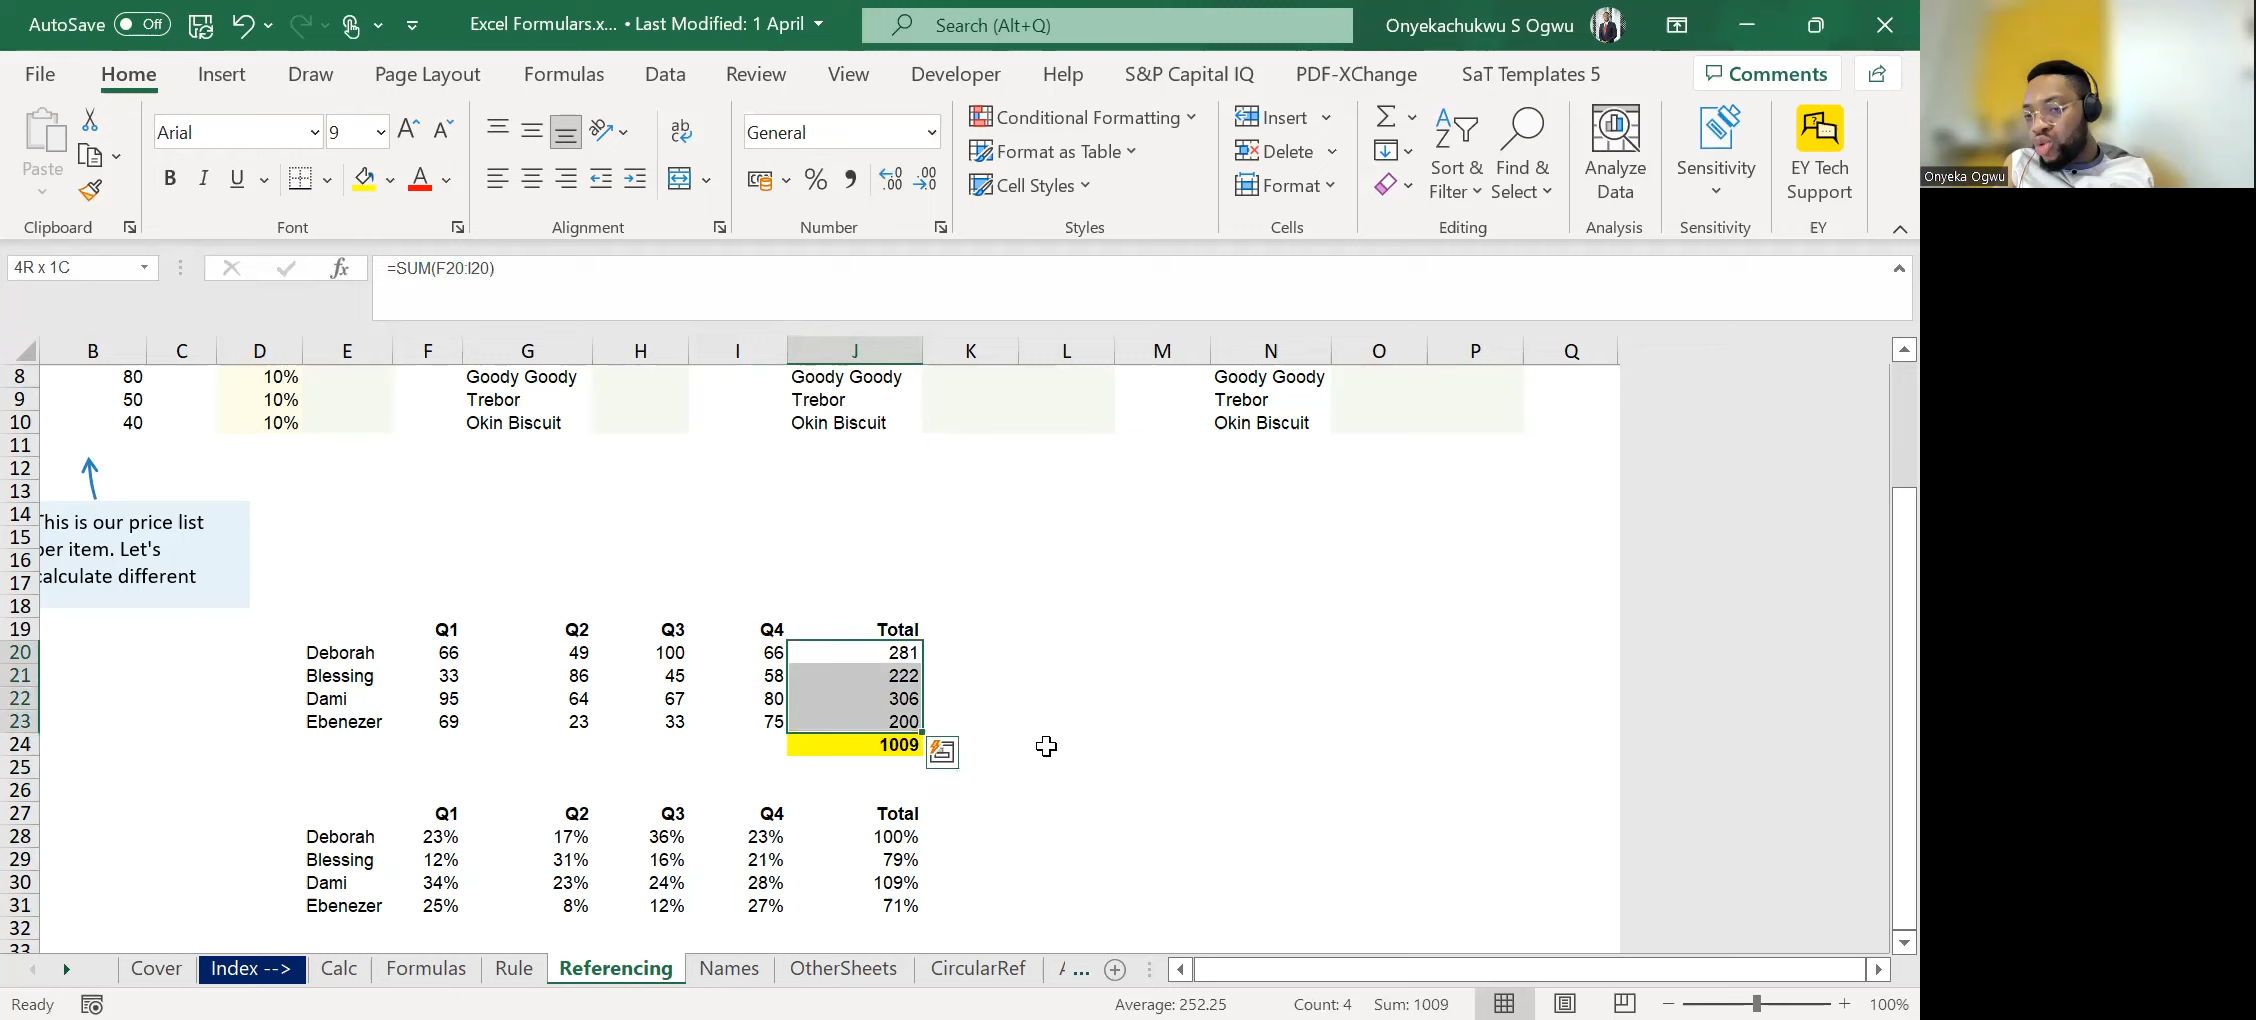 AutoSave Off Excel Formulars.x... • Last Modified: 1 April Search (Alt+Q) Onyekachukwu S Ogwu
File Home Insert Draw Page Layout Formulas Data Review View Developer Help S&P Capital IQ PDF-XChange SaT Templates 5 Comments
Paste Arial 9 General Conditional Formatting Format as Table Cell Styles Insert Delete Format Sort & Filter Find & Select Analyze Data Sensitivity EY Tech Support
Clipboard Font Alignment Number Styles Cells Editing Analysis Sensitivity EY
Onyeka Ogwu
4R x 1C fx =SUM(F20:I20)
B C D E F G H I J K L M N O P Q
8 80 10% Goody Goody Goody Goody Goody Goody
9 50 10% Trebor Trebor Trebor
10 40 10% Okin Biscuit Okin Biscuit Okin Biscuit
11
12
13
14 This is our price list
15
16 per item. Let's
17 calculate different
18
19 Q1 Q2 Q3 Q4 Total
20 Deborah 66 49 100 66 281
21 Blessing 33 86 45 58 222
22 Dami 95 64 67 80 306
23 Ebenezer 69 23 33 75 200
24 1009
25
26
27 Q1 Q2 Q3 Q4 Total
28 Deborah 23% 17% 36% 23% 100%
29 Blessing 12% 31% 16% 21% 79%
30 Dami 34% 23% 24% 28% 109%
31 Ebenezer 25% 8% 12% 27% 71%
32
33
Cover Index --> Calc Formulas Rule Referencing Names OtherSheets CircularRef ...
Ready Average: 252.25 Count: 4 Sum: 1009 100%